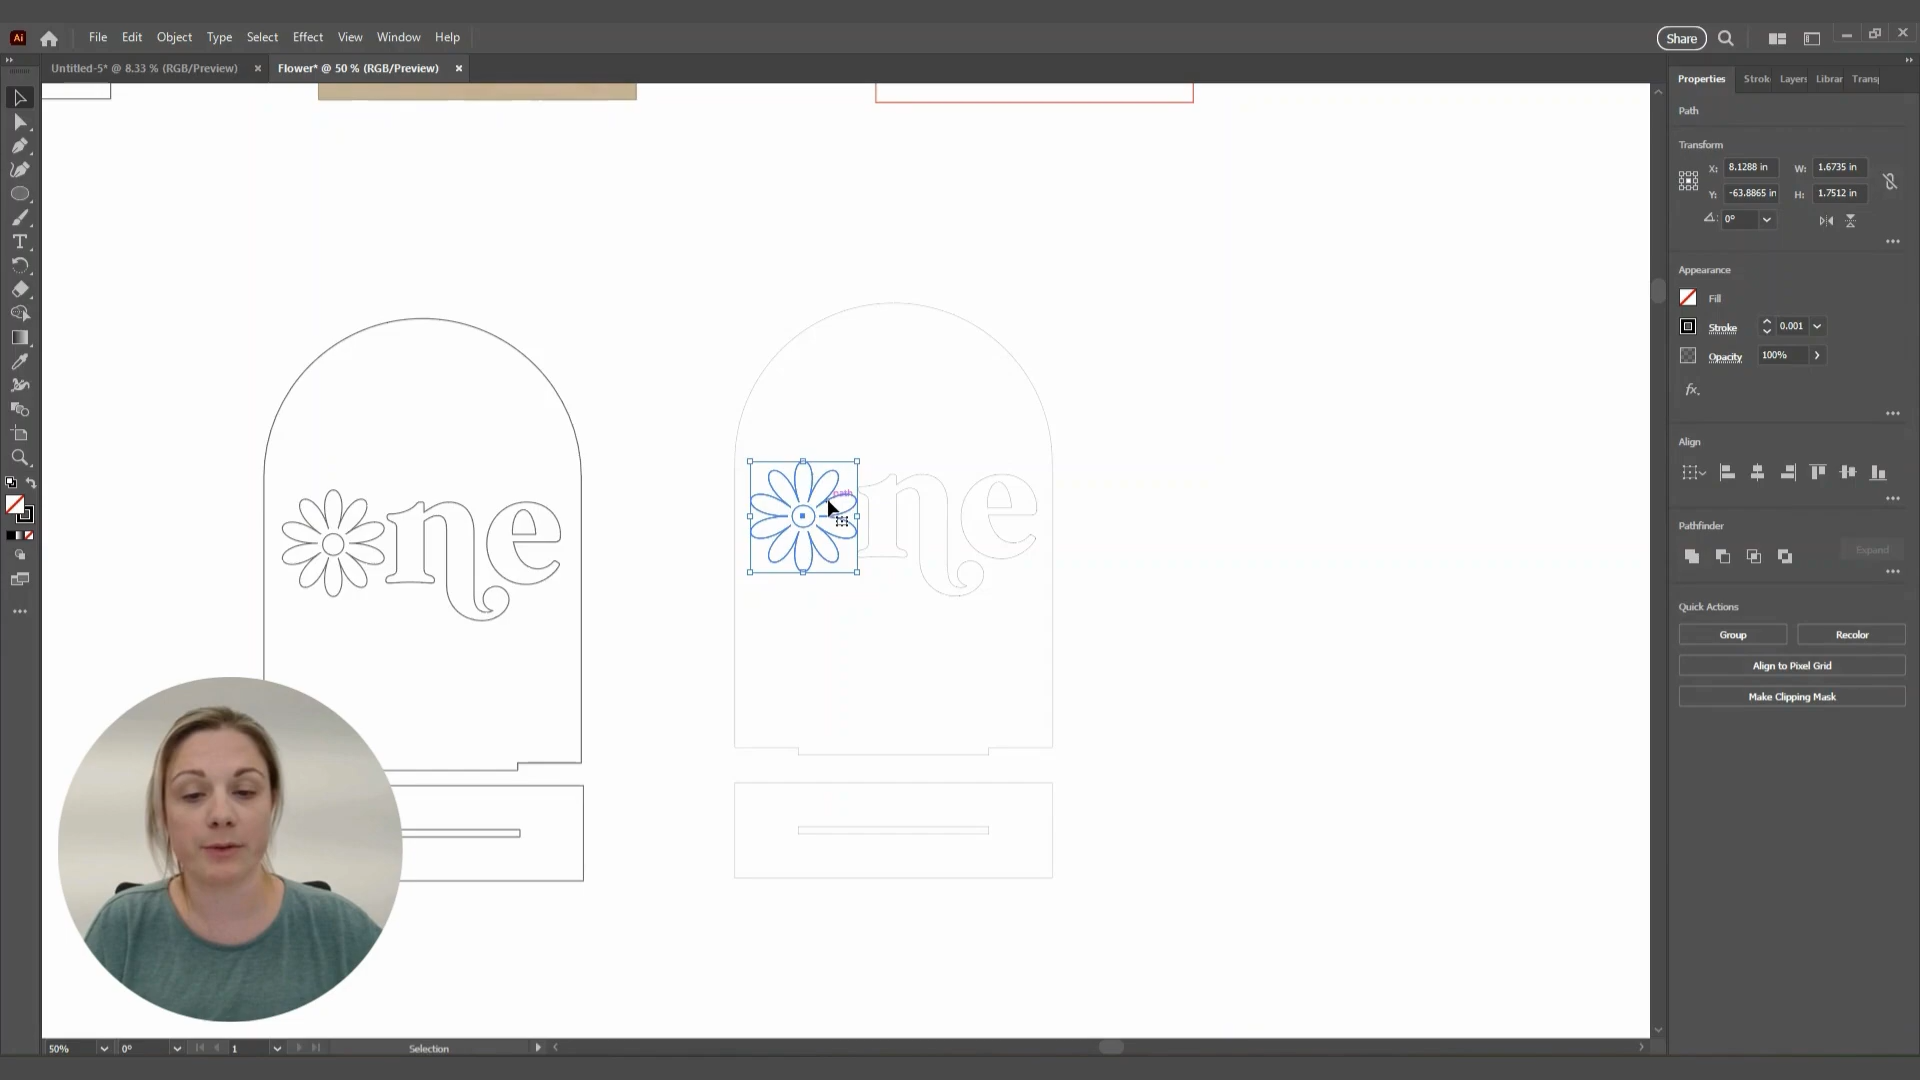 Ai
File Edit Object Type Select Effect View Window Help
Share
Untitled-5* @ 8.33 % (RGB/Preview) ×
Flower* @ 50 % (RGB/Preview) ×
Properties Strok Layers Librar Trans
Path
Transform
X: 8.1288 in W: 1.6735 in
Y: -63.8865 in H: 1.7512 in
0°
Appearance
Fill
Stroke 0.001
Opacity 100%
fx.
Align
Pathfinder
Expand
Quick Actions
Group Recolor
Align to Pixel Grid
Make Clipping Mask
path
ne
ne
50% 0° 1 Selection